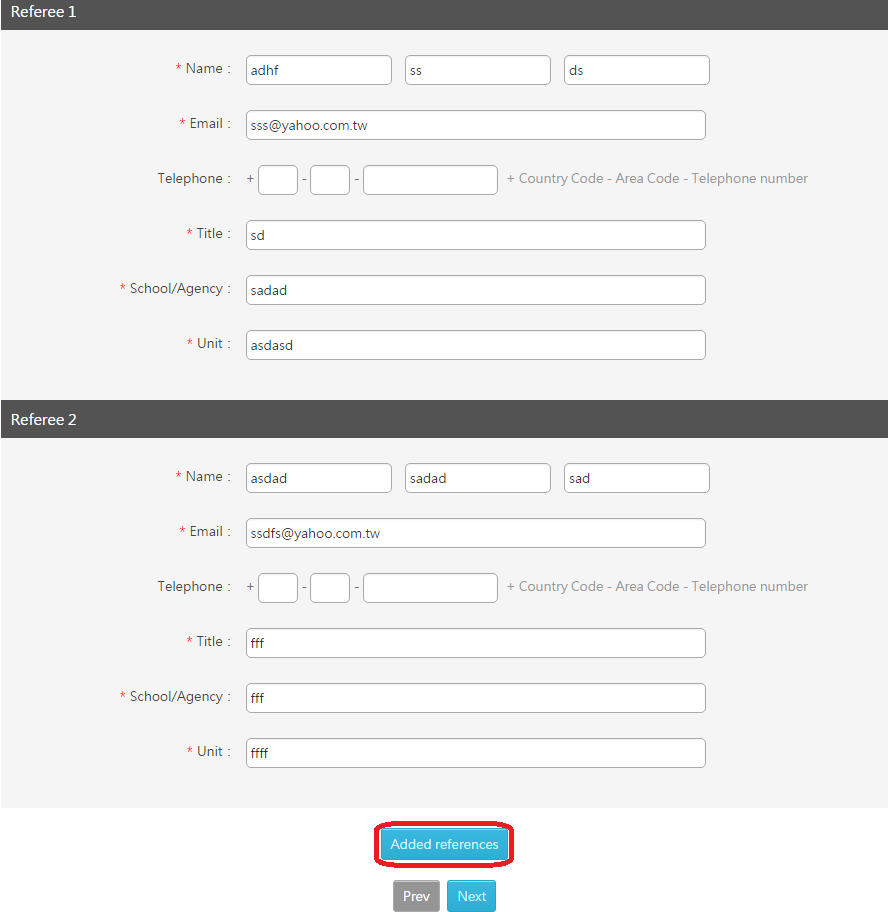 Referee 1
* Name : adhf ss ds
* Email : sss@yahoo.com.tw
Telephone : + - - + Country Code - Area Code - Telephone number
* Title : sd
* School/Agency : sadad
* Unit : asdasd
Referee 2
* Name : asdad sadad sad
* Email : ssdfs@yahoo.com.tw
Telephone : + - - + Country Code - Area Code - Telephone number
* Title : fff
* School/Agency : fff
* Unit : ffff
Added references
Prev Next